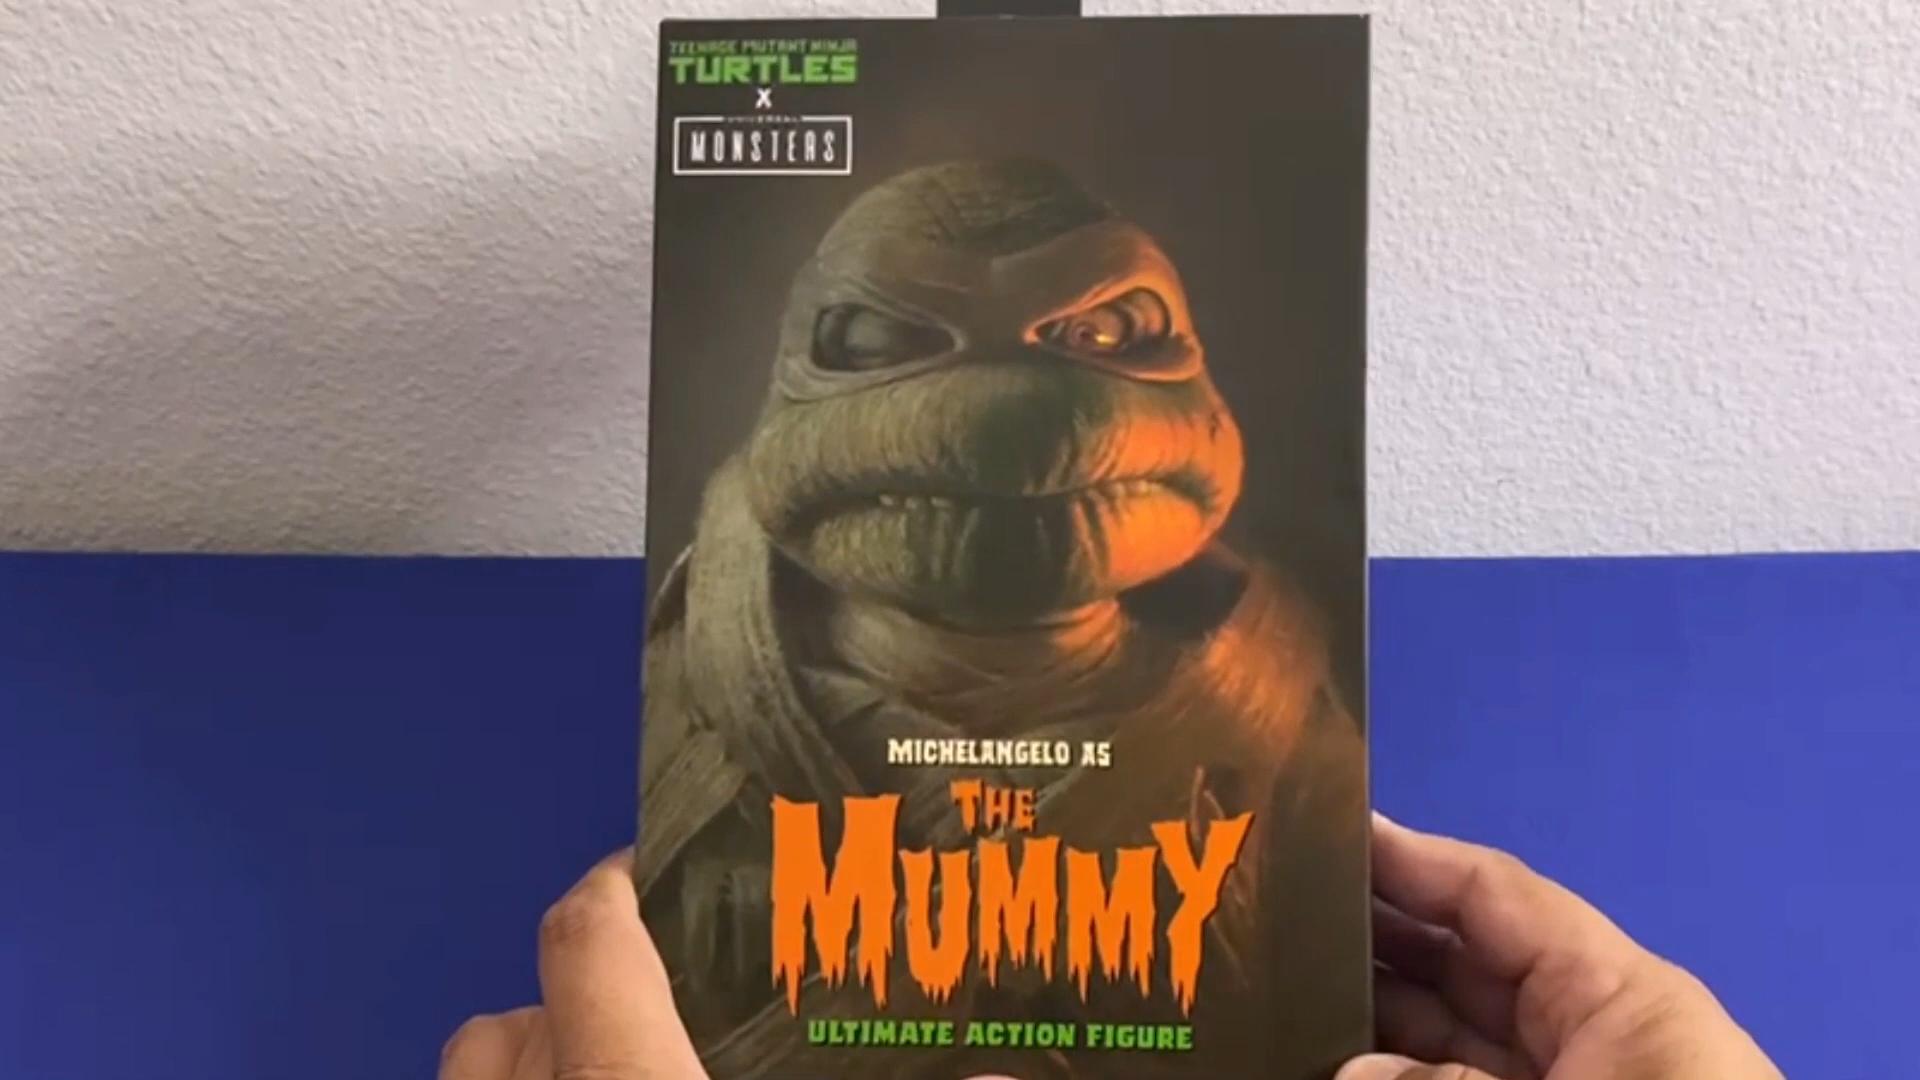 TEENAGE MUTANT NINJA
TURTLES
X
UNIVERSAL
MONSTERS
MICHELANGELO AS
THE
MUMMY
ULTIMATE ACTION FIGURE